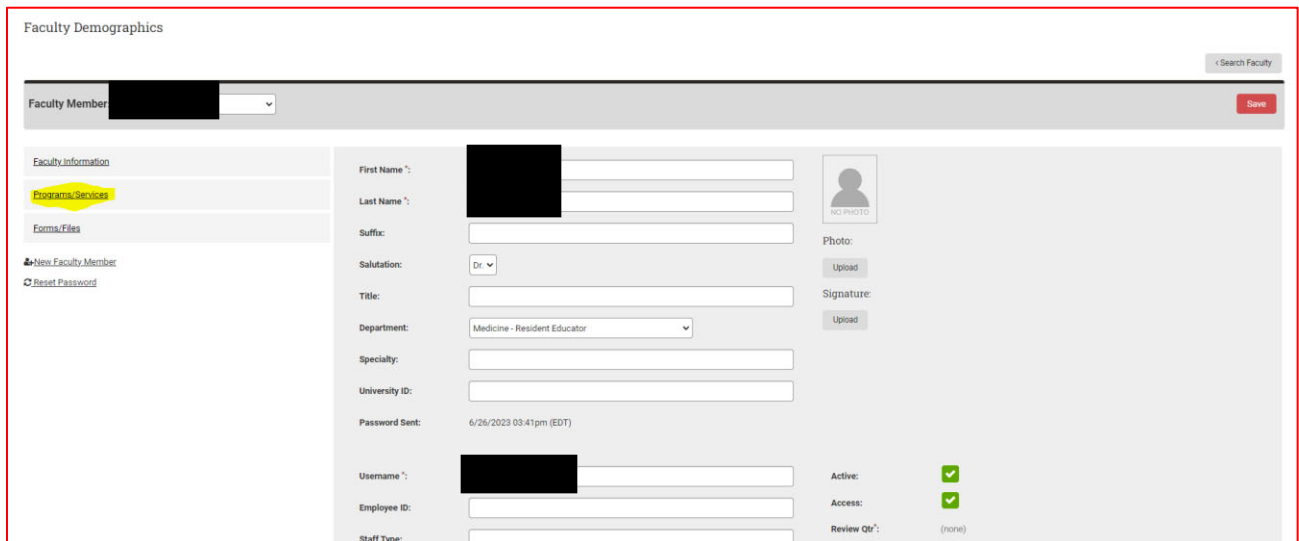 Faculty Demographics
< Search Faculty
Faculty Member:
Save
Faculty Information
Programs/Services
Forms/Files
New Faculty Member
Reset Password
First Name *:
Last Name *:
Suffix:
Salutation: Dr.
Title:
Department: Medicine - Resident Educator
Specialty:
University ID:
Password Sent: 6/26/2023 03:41pm (EDT)
Username *:
Employee ID:
Staff Type:
NO PHOTO
Photo:
Upload
Signature:
Upload
Active:
Access:
Review Qtr*: (none)